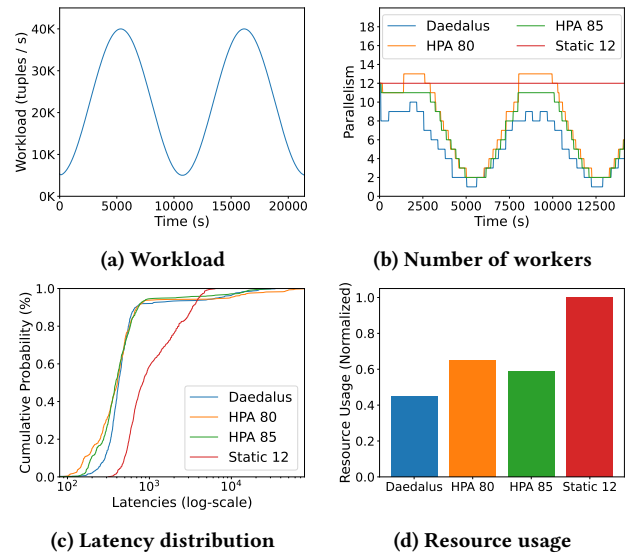 40K
30K
20K
10K
0K
Workload (tuples / s)
0 5000 10000 15000 20000
Time (s)
(a) Workload
18
16
14
12
10
8
6
4
2
0
Parallelism
Daedalus
HPA 80
HPA 85
Static 12
0 2500 5000 7500 10000 12500
Time (s)
(b) Number of workers
1.0
0.8
0.6
0.4
0.2
0.0
Cumulative Probability (%)
Daedalus
HPA 80
HPA 85
Static 12
10² 10³ 10⁴
Latencies (log-scale)
(c) Latency distribution
1.0
0.8
0.6
0.4
0.2
0.0
Resource Usage (Normalized)
Daedalus HPA 80 HPA 85 Static 12
(d) Resource usage